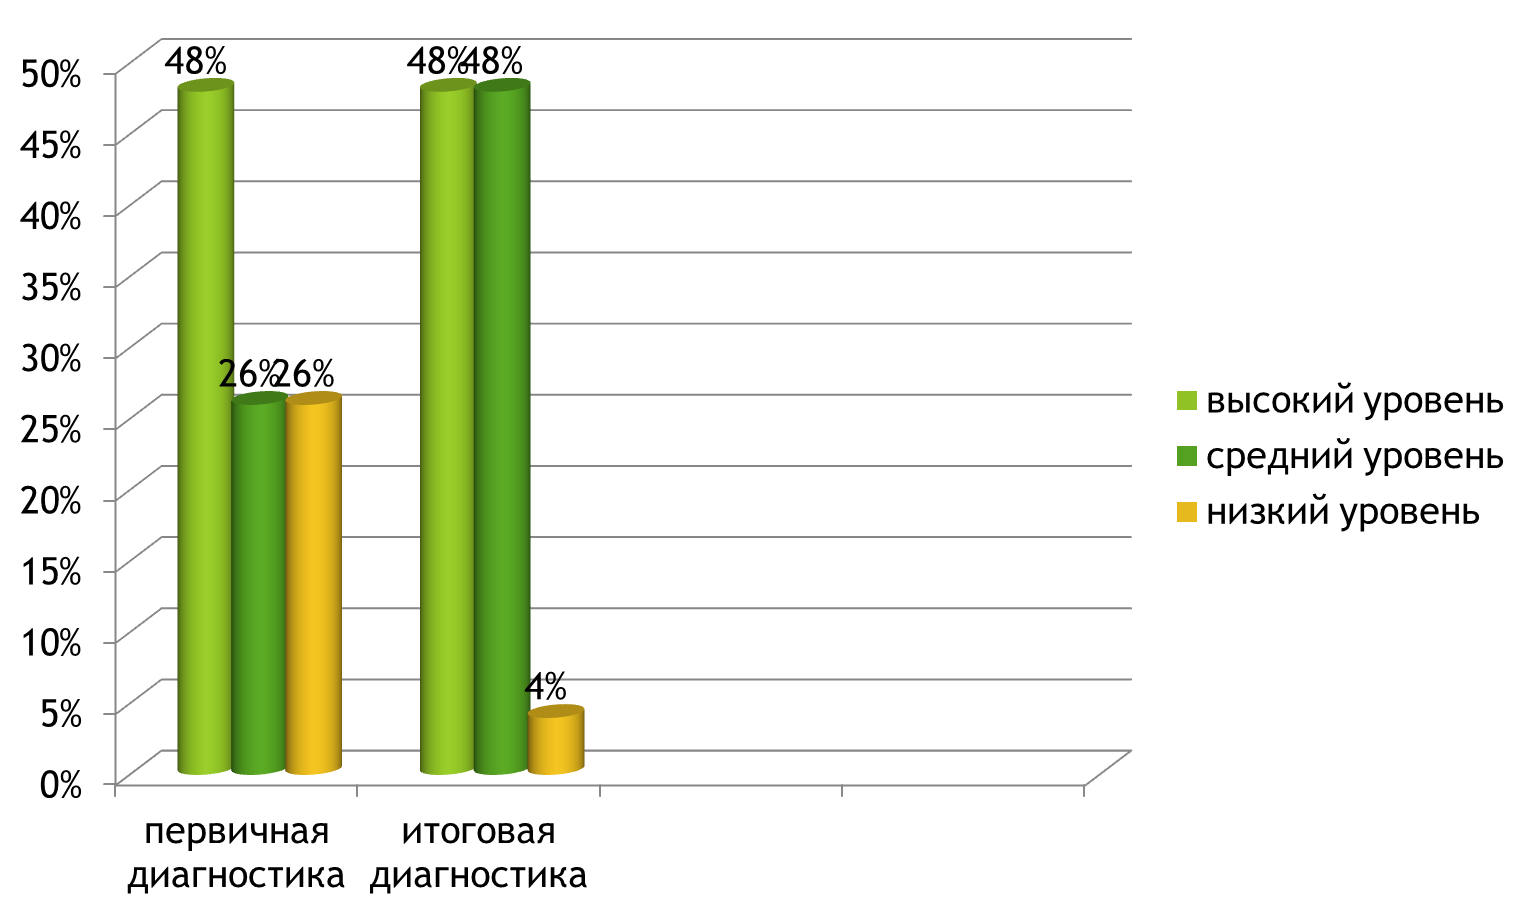 50%
45%
40%
35%
30%
25%
20%
15%
10%
5%
0%
48%
26%
26%
48%
48%
4%
первичная
диагностика
итоговая
диагностика
высокий уровень
средний уровень
низкий уровень